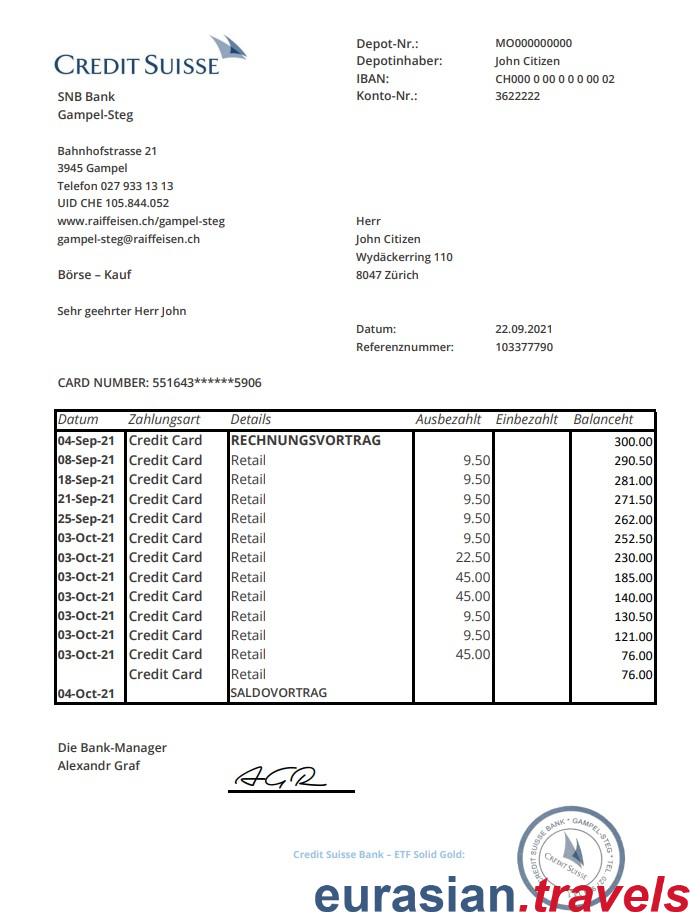 CREDIT SUISSE
SNB Bank
Gampel-Steg
Depot-Nr.: MO000000000
Depotinhaber: John Citizen
IBAN: CH000 0 00 0 0 0 00 02
Konto-Nr.: 3622222
Bahnhofstrasse 21
3945 Gampel
Telefon 027 933 13 13
UID CHE 105.844.052
www.raiffeisen.ch/gampel-steg
gampel-steg@raiffeisen.ch
Herr
John Citizen
Wydäckerring 110
8047 Zürich
Börse – Kauf
Sehr geehrter Herr John
Datum: 22.09.2021
Referenznummer: 103377790
CARD NUMBER: 551643******5906
Datum Zahlungsart Details Ausbezahlt Einbezahlt Balanceht
04-Sep-21 Credit Card RECHNUNGSVORTRAG 300.00
08-Sep-21 Credit Card Retail 9.50 290.50
18-Sep-21 Credit Card Retail 9.50 281.00
21-Sep-21 Credit Card Retail 9.50 271.50
25-Sep-21 Credit Card Retail 9.50 262.00
03-Oct-21 Credit Card Retail 9.50 252.50
03-Oct-21 Credit Card Retail 22.50 230.00
03-Oct-21 Credit Card Retail 45.00 185.00
03-Oct-21 Credit Card Retail 45.00 140.00
03-Oct-21 Credit Card Retail 9.50 130.50
03-Oct-21 Credit Card Retail 9.50 121.00
03-Oct-21 Credit Card Retail 45.00 76.00
Credit Card Retail 76.00
04-Oct-21 SALDOVORTRAG
Die Bank-Manager
Alexandr Graf
AGR
Credit Suisse Bank – ETF Solid Gold:
CREDIT SUISSE BANK * GAMPEL-STEG * TEL
CREDIT SUISSE
eurasian.travels